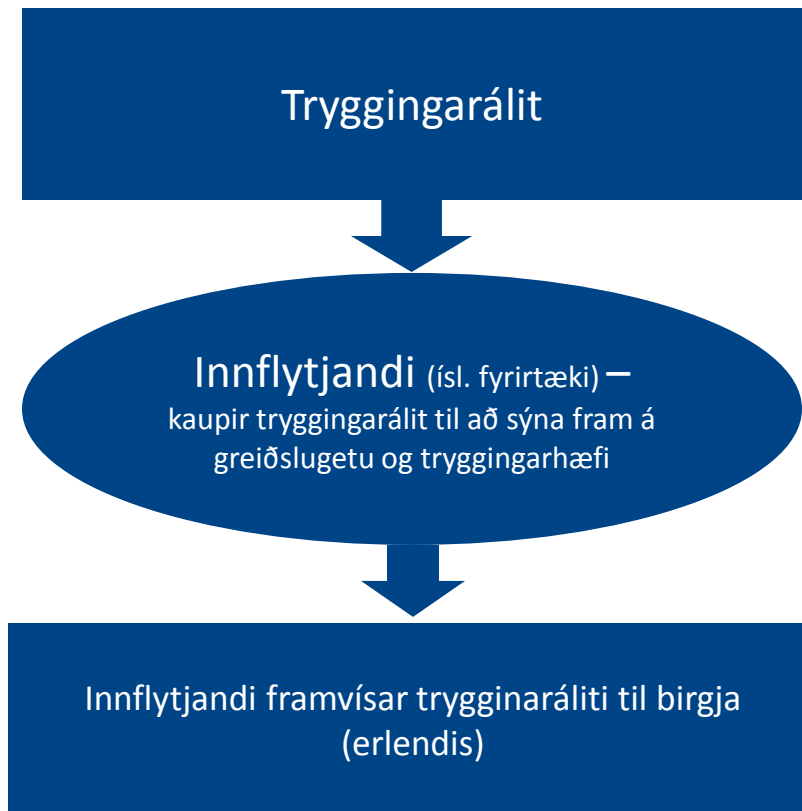 Tryggingarálit
Innflytjandi (ísl. fyrirtæki) –
kaupir tryggingarálit til að sýna fram á
greiðslugetu og tryggingarhæfi
Innflytjandi framvísar trygginaráliti til birgja
(erlendis)